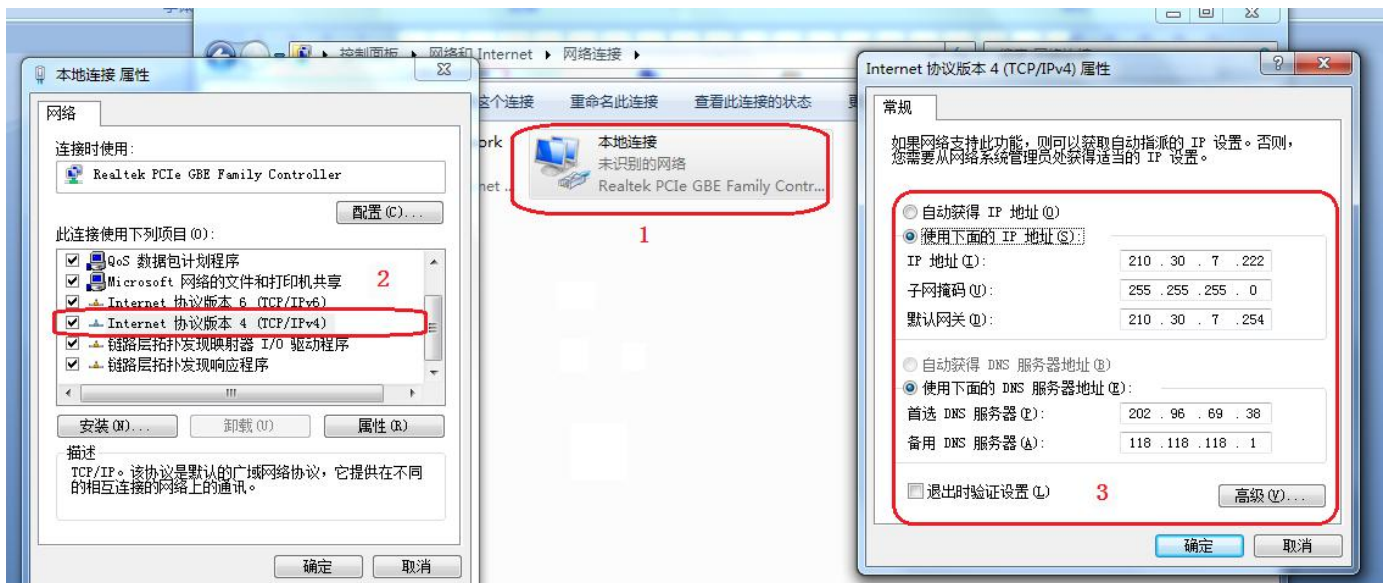 控制面板 ▸ 网络和 Internet ▸ 网络连接 ▸
这个连接 重命名此连接 查看此连接的状态
本地连接
未识别的网络
Realtek PCIe GBE Family Contr...
1
本地连接 属性
网络
连接时使用:
Realtek PCIe GBE Family Controller
配置(C)...
此连接使用下列项目(O):
QoS 数据包计划程序
Microsoft 网络的文件和打印机共享
2
Internet 协议版本 6 (TCP/IPv6)
Internet 协议版本 4 (TCP/IPv4)
链路层拓扑发现映射器 I/O 驱动程序
链路层拓扑发现响应程序
安装(N)... 卸载(U) 属性(R)
描述
TCP/IP。该协议是默认的广域网络协议，它提供在不同
的相互连接的网络上的通讯。
确定 取消
Internet 协议版本 4 (TCP/IPv4) 属性
常规
如果网络支持此功能，则可以获取自动指派的 IP 设置。否则，
您需要从网络系统管理员处获得适当的 IP 设置。
自动获得 IP 地址(O)
使用下面的 IP 地址(S):
IP 地址(I): 210 . 30 . 7 .222
子网掩码(U): 255 .255 .255 . 0
默认网关(D): 210 . 30 . 7 .254
自动获得 DNS 服务器地址(B)
使用下面的 DNS 服务器地址(E):
首选 DNS 服务器(P): 202 . 96 . 69 . 38
备用 DNS 服务器(A): 118 .118 .118 . 1
退出时验证设置(L)
3
高级(V)...
确定 取消